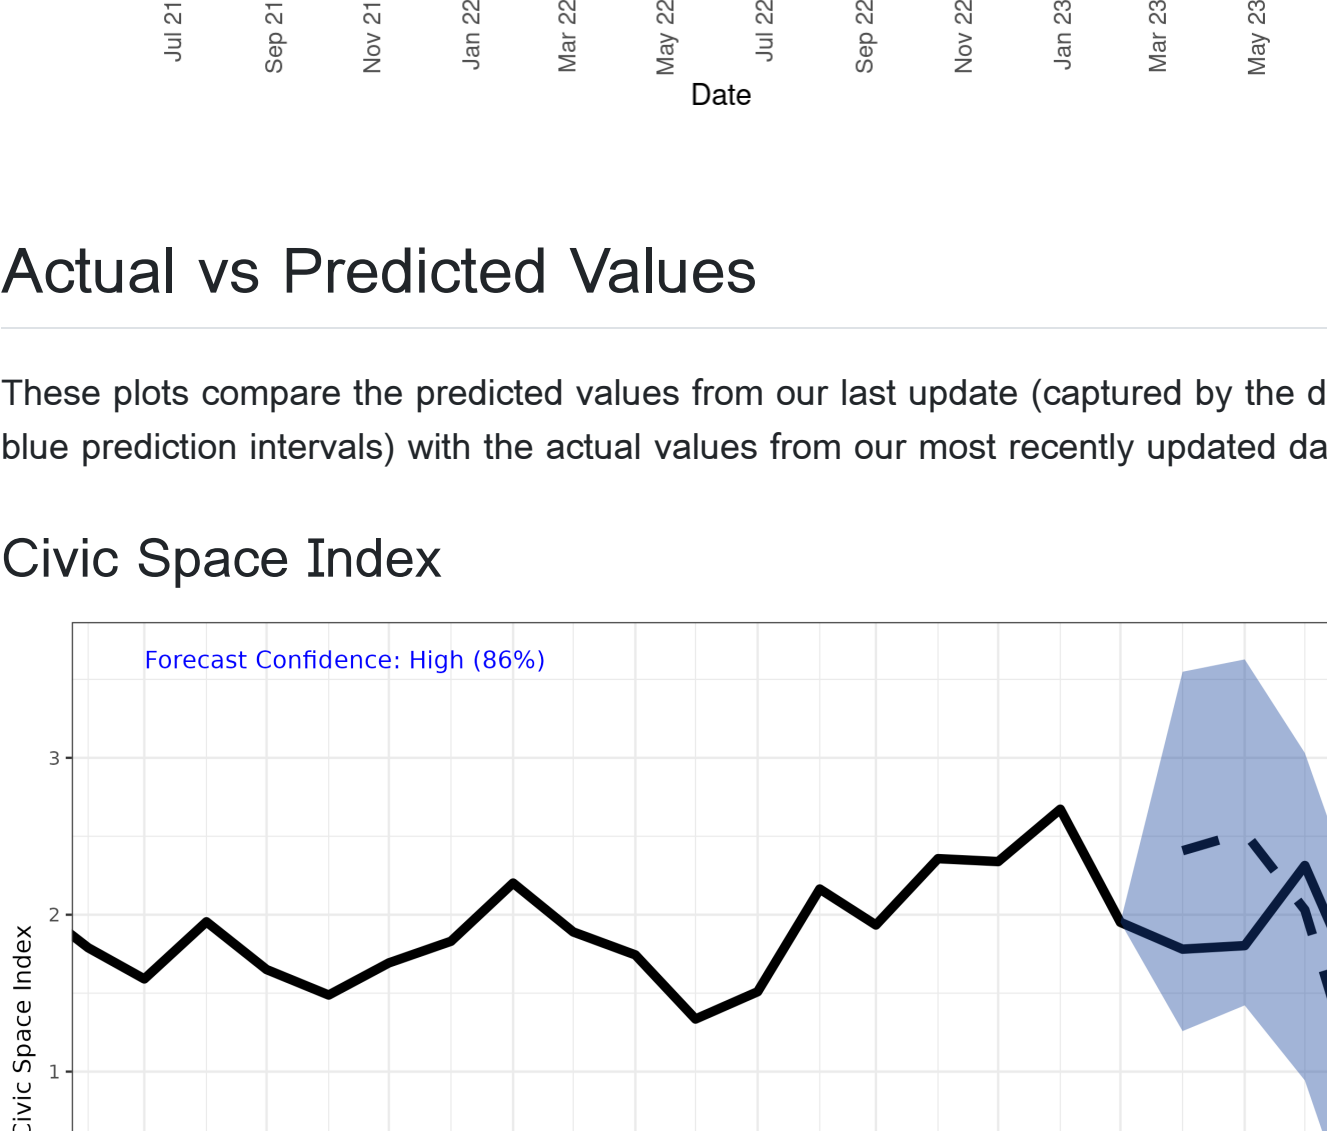 Jul 21
Sep 21
Nov 21
Jan 22
Mar 22
May 22
Jul 22
Sep 22
Nov 22
Jan 23
Mar 23
May 23
Date
Actual vs Predicted Values
These plots compare the predicted values from our last update (captured by the d
blue prediction intervals) with the actual values from our most recently updated da
Civic Space Index
Forecast Confidence: High (86%)
3
2
1
Civic Space Index